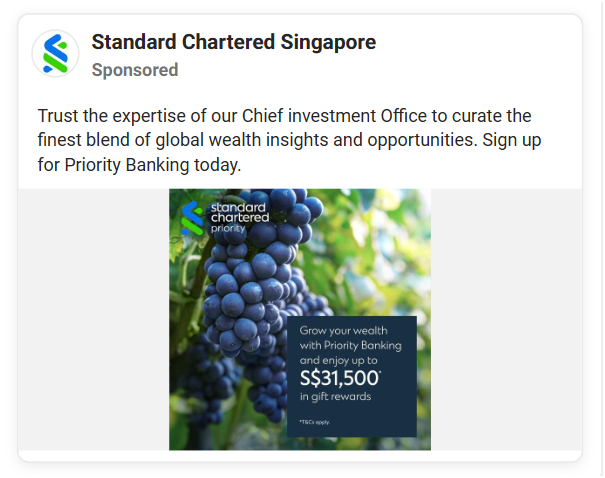 Standard Chartered Singapore
Sponsored
Trust the expertise of our Chief investment Office to curate the
finest blend of global wealth insights and opportunities. Sign up
for Priority Banking today.
standard
chartered
priority
Grow your wealth
with Priority Banking
and enjoy up to
S$31,500*
in gift rewards
*T&Cs apply.